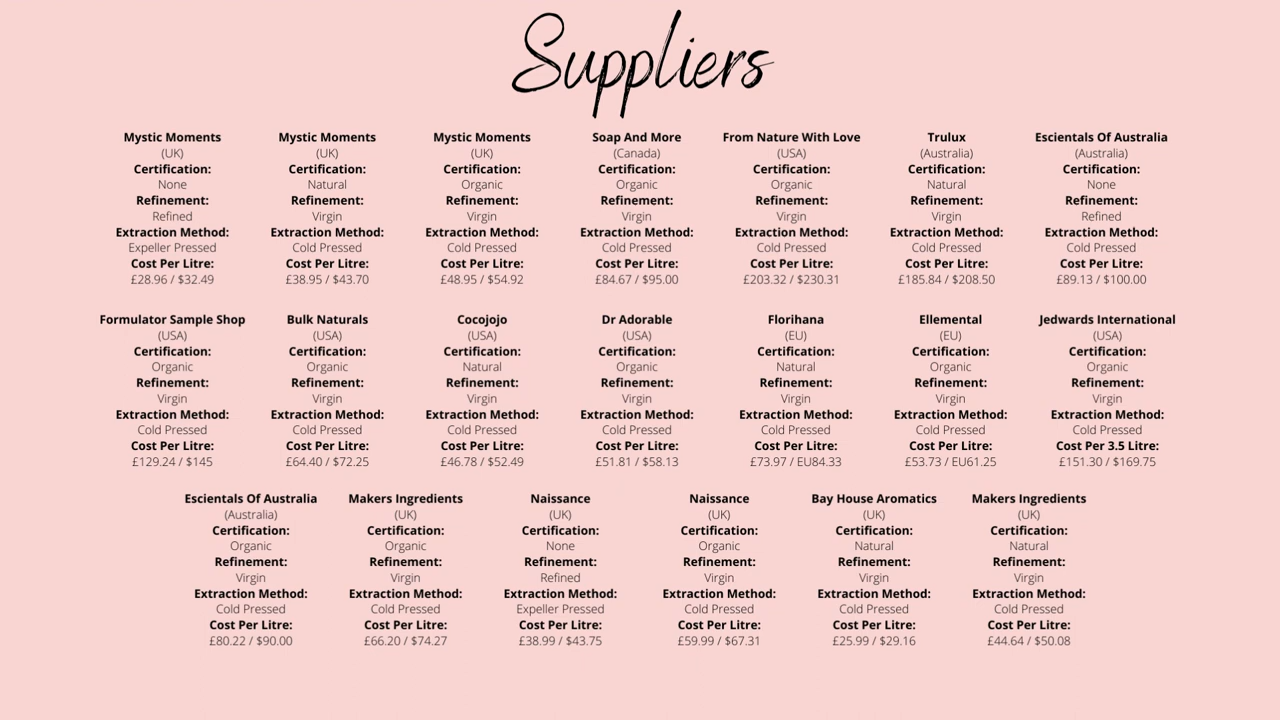 Suppliers
Mystic Moments
(UK)
Certification:
None
Refinement:
Refined
Extraction Method:
Expeller Pressed
Cost Per Litre:
£28.96 / $32.49
Mystic Moments
(UK)
Certification:
Natural
Refinement:
Virgin
Extraction Method:
Cold Pressed
Cost Per Litre:
£38.95 / $43.70
Mystic Moments
(UK)
Certification:
Organic
Refinement:
Virgin
Extraction Method:
Cold Pressed
Cost Per Litre:
£48.95 / $54.92
Soap And More
(Canada)
Certification:
Organic
Refinement:
Virgin
Extraction Method:
Cold Pressed
Cost Per Litre:
£84.67 / $95.00
From Nature With Love
(USA)
Certification:
Organic
Refinement:
Virgin
Extraction Method:
Cold Pressed
Cost Per Litre:
£203.32 / $230.31
Trulux
(Australia)
Certification:
Natural
Refinement:
Virgin
Extraction Method:
Cold Pressed
Cost Per Litre:
£185.84 / $208.50
Escientals Of Australia
(Australia)
Certification:
None
Refinement:
Refined
Extraction Method:
Cold Pressed
Cost Per Litre:
£89.13 / $100.00
Formulator Sample Shop
(USA)
Certification:
Organic
Refinement:
Virgin
Extraction Method:
Cold Pressed
Cost Per Litre:
£129.24 / $145
Bulk Naturals
(USA)
Certification:
Organic
Refinement:
Virgin
Extraction Method:
Cold Pressed
Cost Per Litre:
£64.40 / $72.25
Cocojojo
(USA)
Certification:
Natural
Refinement:
Virgin
Extraction Method:
Cold Pressed
Cost Per Litre:
£46.78 / $52.49
Dr Adorable
(USA)
Certification:
Organic
Refinement:
Virgin
Extraction Method:
Cold Pressed
Cost Per Litre:
£51.81 / $58.13
Florihana
(EU)
Certification:
Natural
Refinement:
Virgin
Extraction Method:
Cold Pressed
Cost Per Litre:
£73.97 / EU84.33
Ellemental
(EU)
Certification:
Organic
Refinement:
Virgin
Extraction Method:
Cold Pressed
Cost Per Litre:
£53.73 / EU61.25
Jedwards International
(USA)
Certification:
Organic
Refinement:
Virgin
Extraction Method:
Cold Pressed
Cost Per 3.5 Litre:
£151.30 / $169.75
Escientals Of Australia
(Australia)
Certification:
Organic
Refinement:
Virgin
Extraction Method:
Cold Pressed
Cost Per Litre:
£80.22 / $90.00
Makers Ingredients
(UK)
Certification:
Organic
Refinement:
Virgin
Extraction Method:
Cold Pressed
Cost Per Litre:
£66.20 / $74.27
Naissance
(UK)
Certification:
None
Refinement:
Refined
Extraction Method:
Expeller Pressed
Cost Per Litre:
£38.99 / $43.75
Naissance
(UK)
Certification:
Organic
Refinement:
Virgin
Extraction Method:
Cold Pressed
Cost Per Litre:
£59.99 / $67.31
Bay House Aromatics
(UK)
Certification:
Natural
Refinement:
Virgin
Extraction Method:
Cold Pressed
Cost Per Litre:
£25.99 / $29.16
Makers Ingredients
(UK)
Certification:
Natural
Refinement:
Virgin
Extraction Method:
Cold Pressed
Cost Per Litre:
£44.64 / $50.08